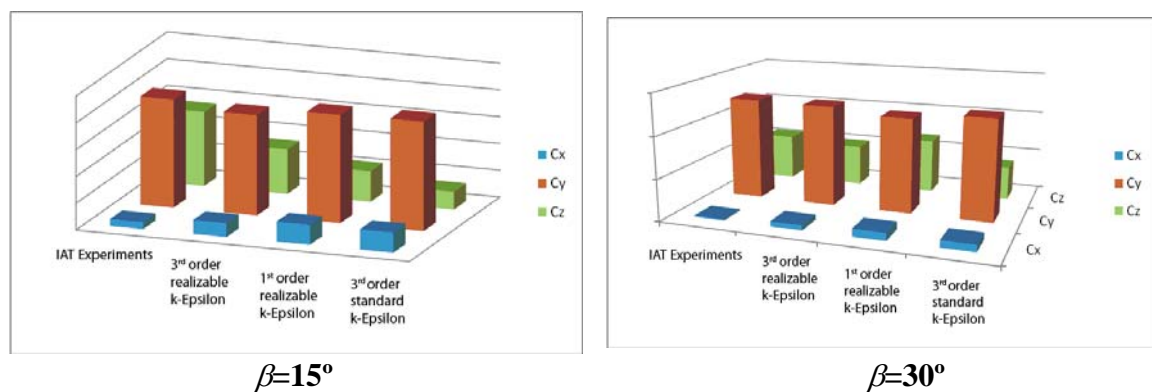 IAT Experiments
3rd order
realizable
k-Epsilon
1st order
realizable
k-Epsilon
3rd order
standard
k-Epsilon
Cx
Cy
Cz
β=15º
IAT Experiments
3rd order
realizable
k-Epsilon
1st order
realizable
k-Epsilon
3rd order
standard
k-Epsilon
Cz
Cy
Cx
Cx
Cy
Cz
β=30º